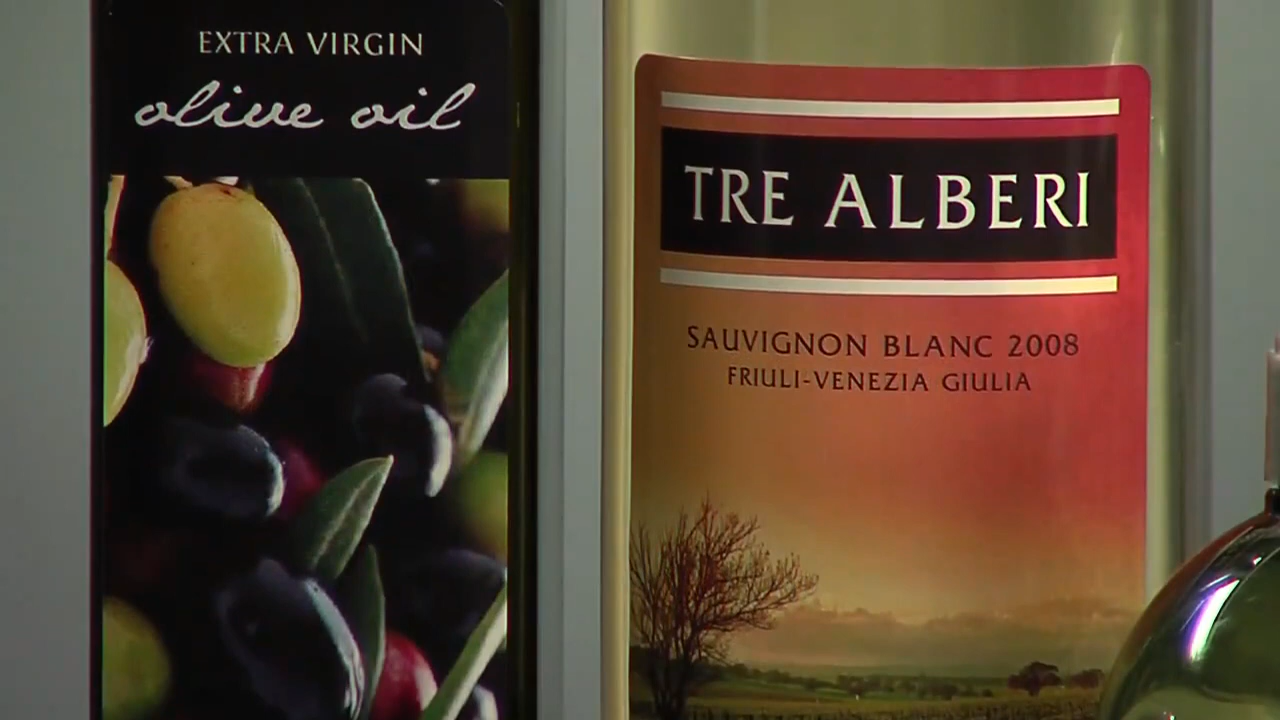 EXTRA VIRGIN
olive oil
TRE ALBERI
SAUVIGNON BLANC 2008
FRIULI-VENEZIA GIULIA